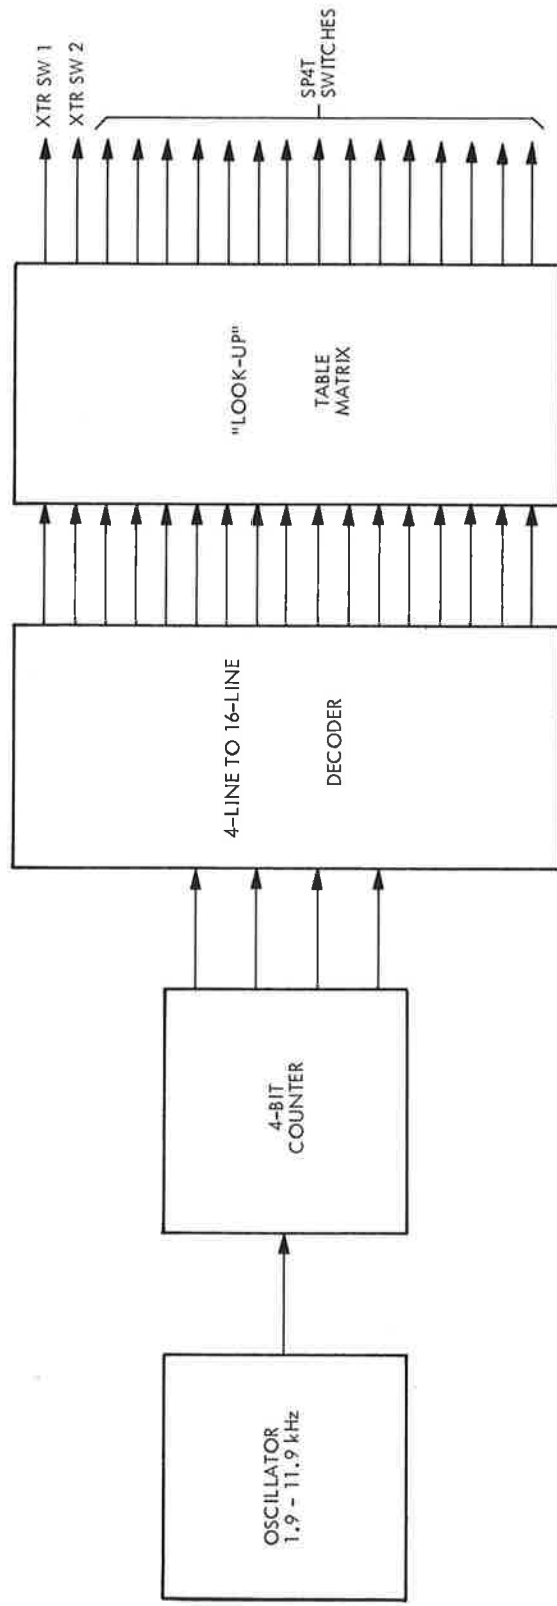 OSCILLATOR
1.9 - 11.9 kHz
4-BIT
COUNTER
4-LINE TO 16-LINE
DECODER
"LOOK-UP"
TABLE
MATRIX
XTR SW 1
XTR SW 2
SP4T
SWITCHES